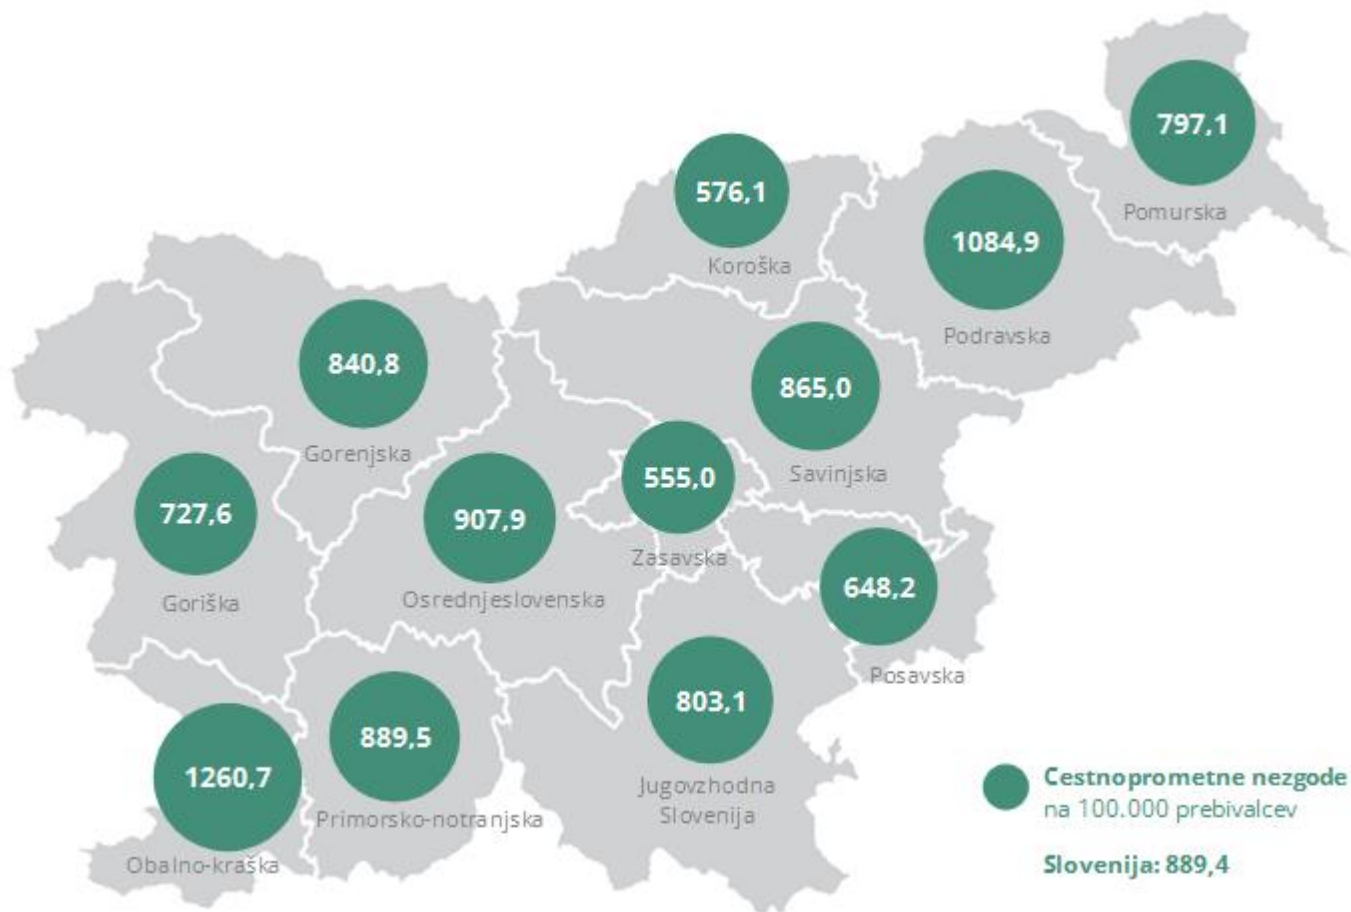 797,1
Pomurska
576,1
Koroška
1084,9
Podravska
840,8
Gorenjska
865,0
Savinjska
727,6
Goriška
907,9
Osrednjeslovenska
555,0
Zasavska
648,2
Posavska
803,1
Jugovzhodna
Slovenija
889,5
Primorsko-notranjska
1260,7
Obalno-kraška
Cestnoprometne nezgode
na 100.000 prebivalcev
Slovenija: 889,4